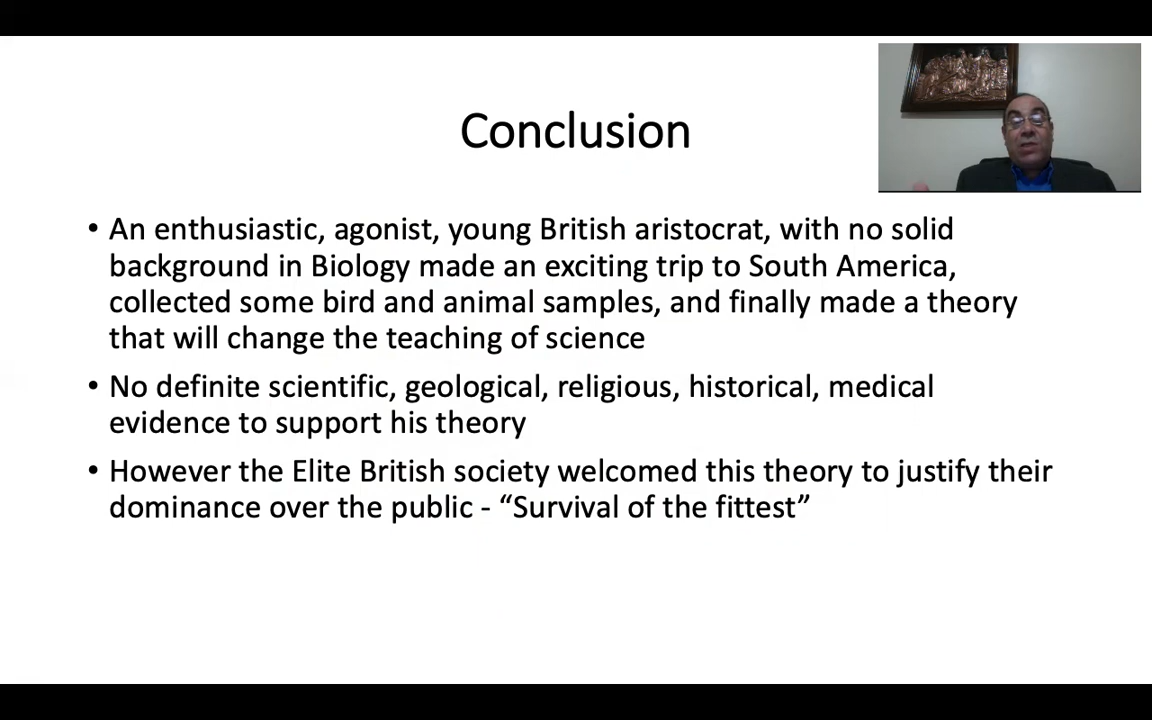 Conclusion
• An enthusiastic, agonist, young British aristocrat, with no solid
background in Biology made an exciting trip to South America,
collected some bird and animal samples, and finally made a theory
that will change the teaching of science
• No definite scientific, geological, religious, historical, medical
evidence to support his theory
• However the Elite British society welcomed this theory to justify their
dominance over the public - “Survival of the fittest”